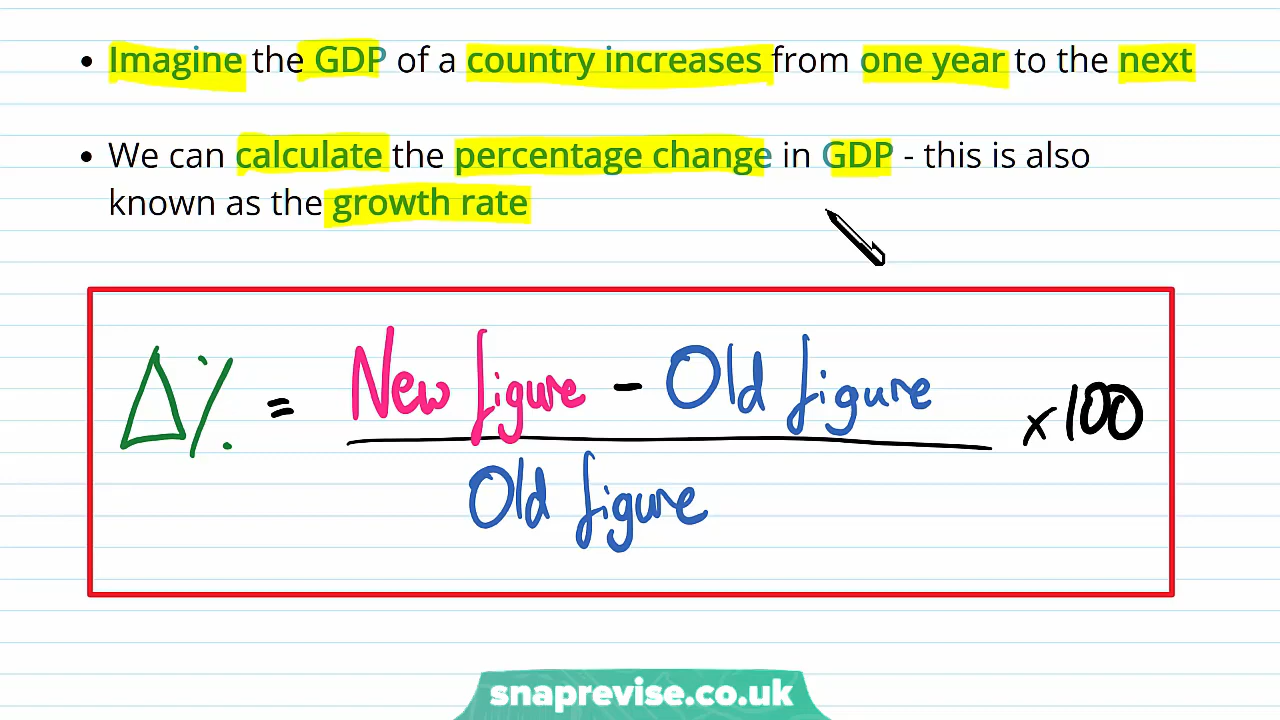 • Imagine the GDP of a country increases from one year to the next
• We can calculate the percentage change in GDP - this is also
known as the growth rate
Δ% = New figure - Old figure x100
Old figure
snaprevise.co.uk